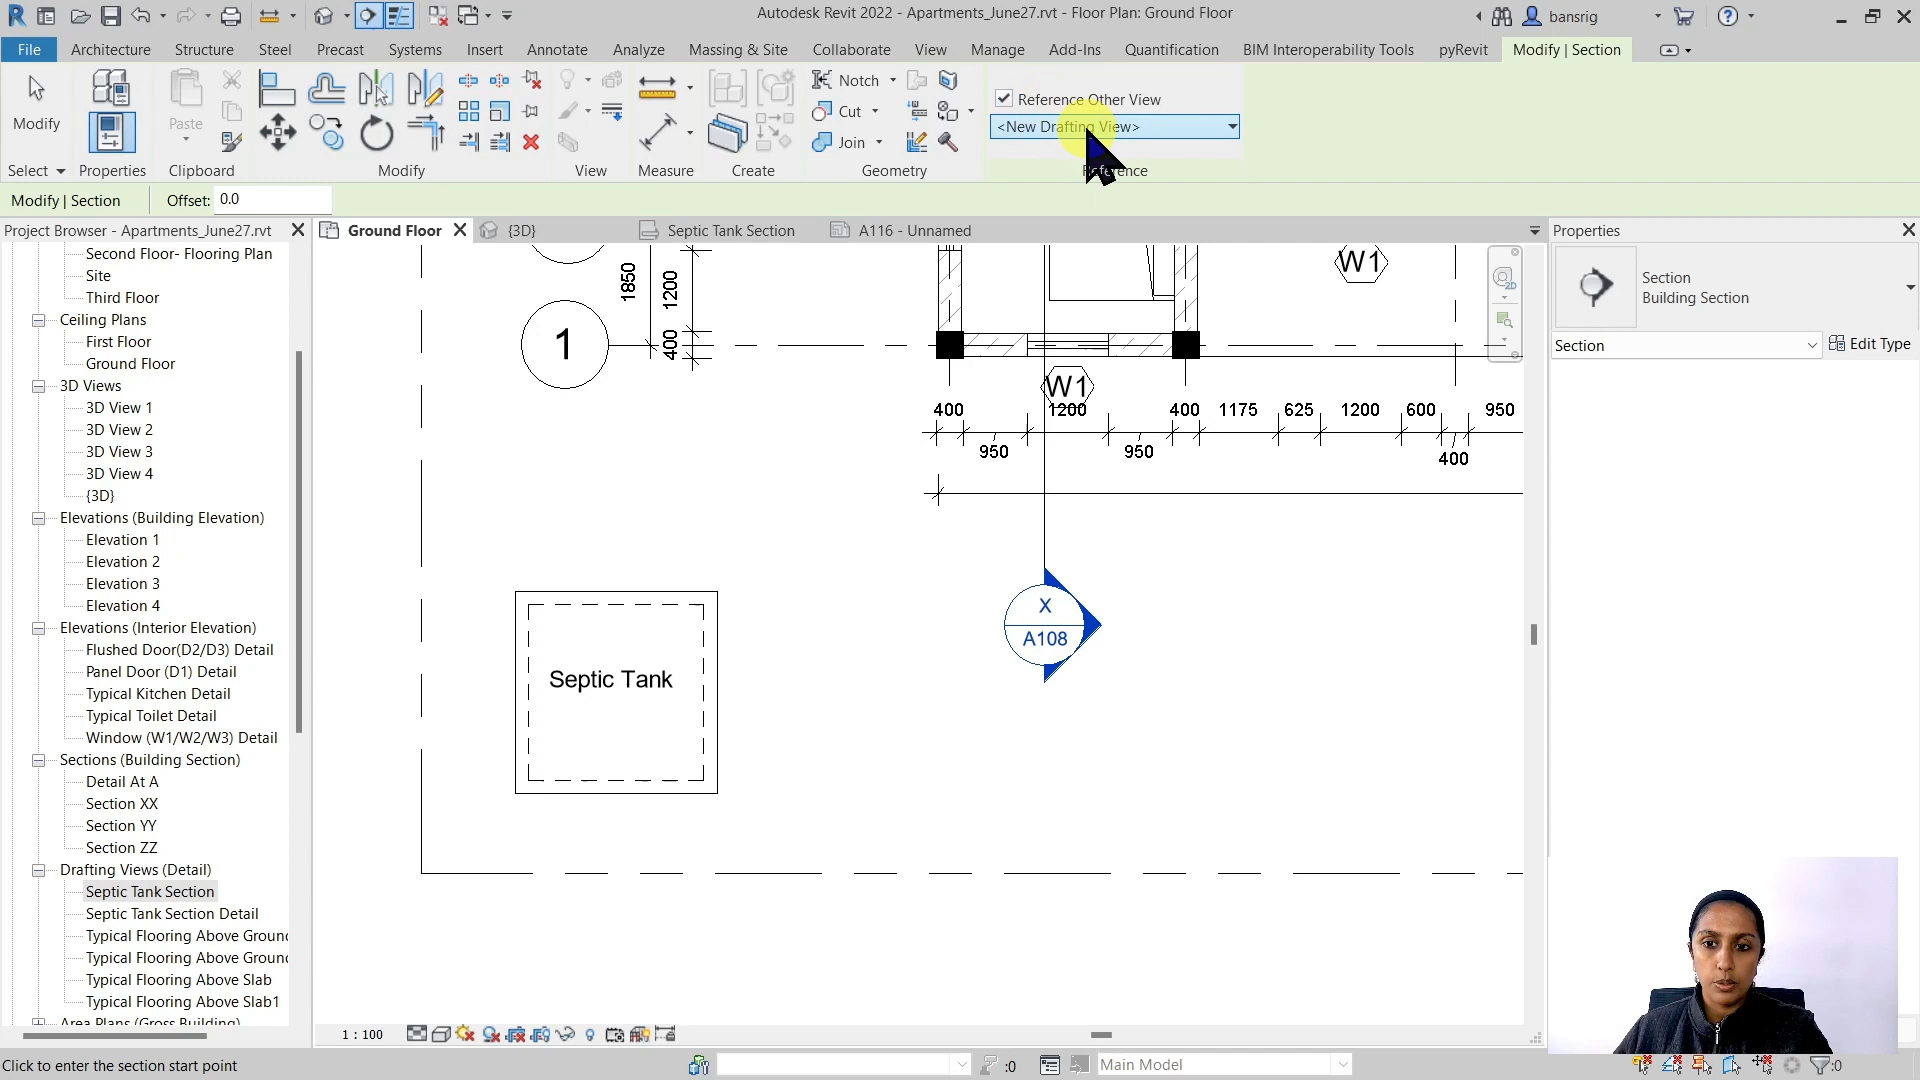 Autodesk Revit 2022 - Apartments_June27.rvt - Floor Plan: Ground Floor
bansrig
File Architecture Structure Steel Precast Systems Insert Annotate Analyze Massing & Site Collaborate View Manage Add-Ins Quantification BIM Interoperability Tools pyRevit Modify | Section
Notch
Reference Other View
Modify
Paste
Cut
<New Drafting View>
Join
Select Properties Clipboard Modify View Measure Create Geometry
Modify | Section Offset: 0.0
Project Browser - Apartments_June27.rvt
Ground Floor {3D} Septic Tank Section A116 - Unnamed
Properties
Second Floor- Flooring Plan
Site
Third Floor
Ceiling Plans
First Floor
Ground Floor
3D Views
3D View 1
3D View 2
3D View 3
3D View 4
{3D}
Elevations (Building Elevation)
Elevation 1
Elevation 2
Elevation 3
Elevation 4
Elevations (Interior Elevation)
Flushed Door(D2/D3) Detail
Panel Door (D1) Detail
Typical Kitchen Detail
Typical Toilet Detail
Window (W1/W2/W3) Detail
Sections (Building Section)
Detail At A
Section XX
Section YY
Section ZZ
Drafting Views (Detail)
Septic Tank Section
Septic Tank Section Detail
Typical Flooring Above Groun
Typical Flooring Above Groun
Typical Flooring Above Slab
Typical Flooring Above Slab1
Area Plans (Gross Building)
1850
1200
400
1
W1
W1
400 1200 400 1175 625 1200 600 950
950 950 400
X
A108
Septic Tank
2D
Section
Building Section
Section Edit Type
1 : 100
Click to enter the section start point
:0
Main Model
:0